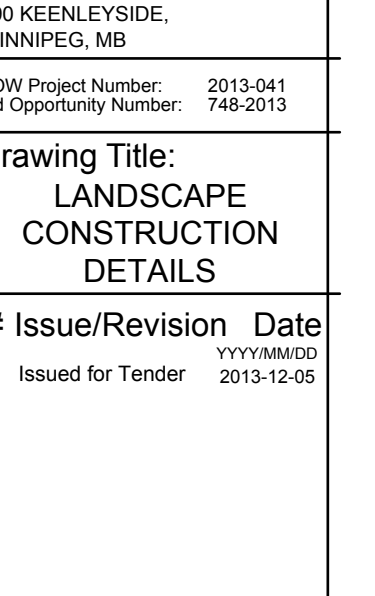 00 KEENLEYSIDE,
INNIPEG, MB
OW Project Number: 2013-041
d Opportunity Number: 748-2013
rawing Title:
LANDSCAPE
CONSTRUCTION
DETAILS
# Issue/Revision Date
YYYY/MM/DD
Issued for Tender 2013-12-05